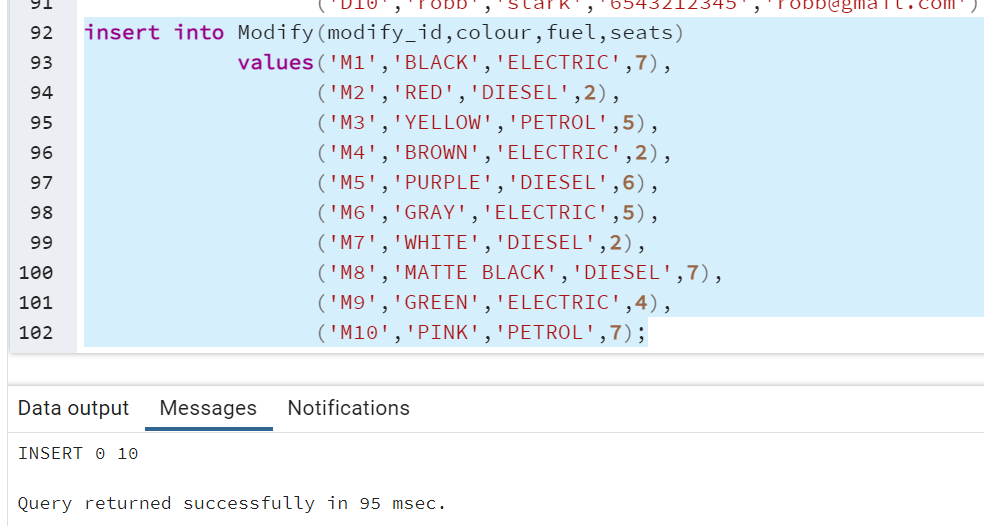 91 ('D10','robb','stark','6543212345','robb@gmail.com')
92 insert into Modify(modify_id,colour,fuel,seats)
93 values('M1','BLACK','ELECTRIC',7),
94 ('M2','RED','DIESEL',2),
95 ('M3','YELLOW','PETROL',5),
96 ('M4','BROWN','ELECTRIC',2),
97 ('M5','PURPLE','DIESEL',6),
98 ('M6','GRAY','ELECTRIC',5),
99 ('M7','WHITE','DIESEL',2),
100 ('M8','MATTE BLACK','DIESEL',7),
101 ('M9','GREEN','ELECTRIC',4),
102 ('M10','PINK','PETROL',7);
Data output Messages Notifications
INSERT 0 10
Query returned successfully in 95 msec.